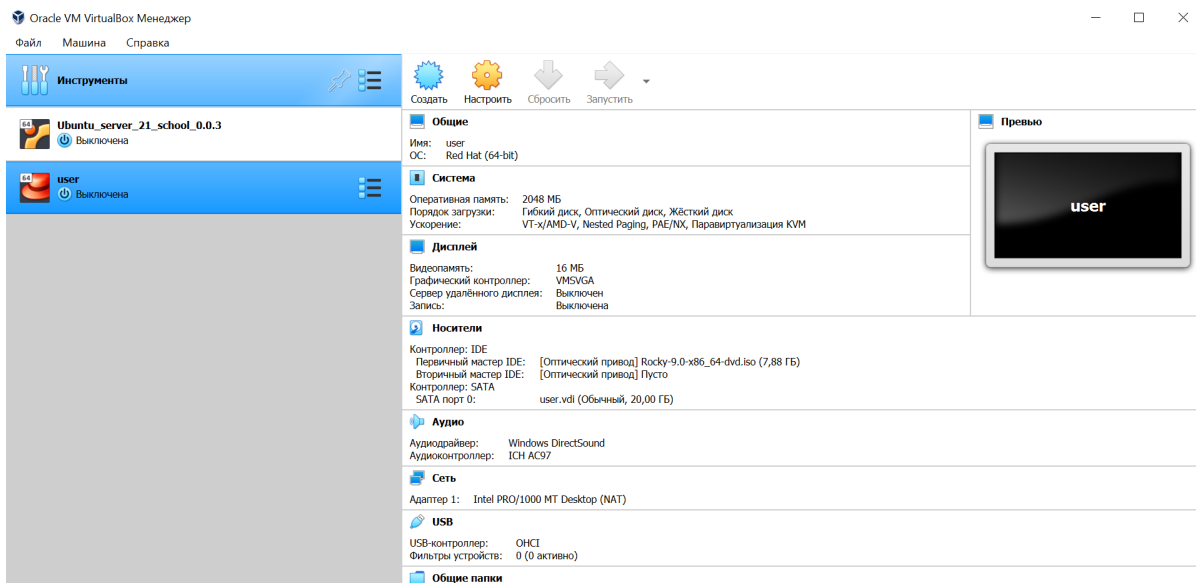 Oracle VM VirtualBox Менеджер
Файл Машина Справка
Инструменты
64 Ubuntu_server_21_school_0.0.3
Выключена
64 user
Выключена
Создать Настроить Сбросить Запустить
Общие
Имя: user
ОС: Red Hat (64-bit)
Система
Оперативная память: 2048 МБ
Порядок загрузки: Гибкий диск, Оптический диск, Жёсткий диск
Ускорение: VT-x/AMD-V, Nested Paging, PAE/NX, Паравиртуализация KVM
Дисплей
Видеопамять: 16 МБ
Графический контроллер: VMSVGA
Сервер удалённого дисплея: Выключен
Запись: Выключена
Превью
user
Носители
Контроллер: IDE
Первичный мастер IDE: [Оптический привод] Rocky-9.0-x86_64-dvd.iso (7,88 ГБ)
Вторичный мастер IDE: [Оптический привод] Пусто
Контроллер: SATA
SATA порт 0: user.vdi (Обычный, 20,00 ГБ)
Аудио
Аудиодрайвер: Windows DirectSound
Аудиоконтроллер: ICH AC97
Сеть
Адаптер 1: Intel PRO/1000 MT Desktop (NAT)
USB
USB-контроллер: OHCI
Фильтры устройств: 0 (0 активно)
Общие папки